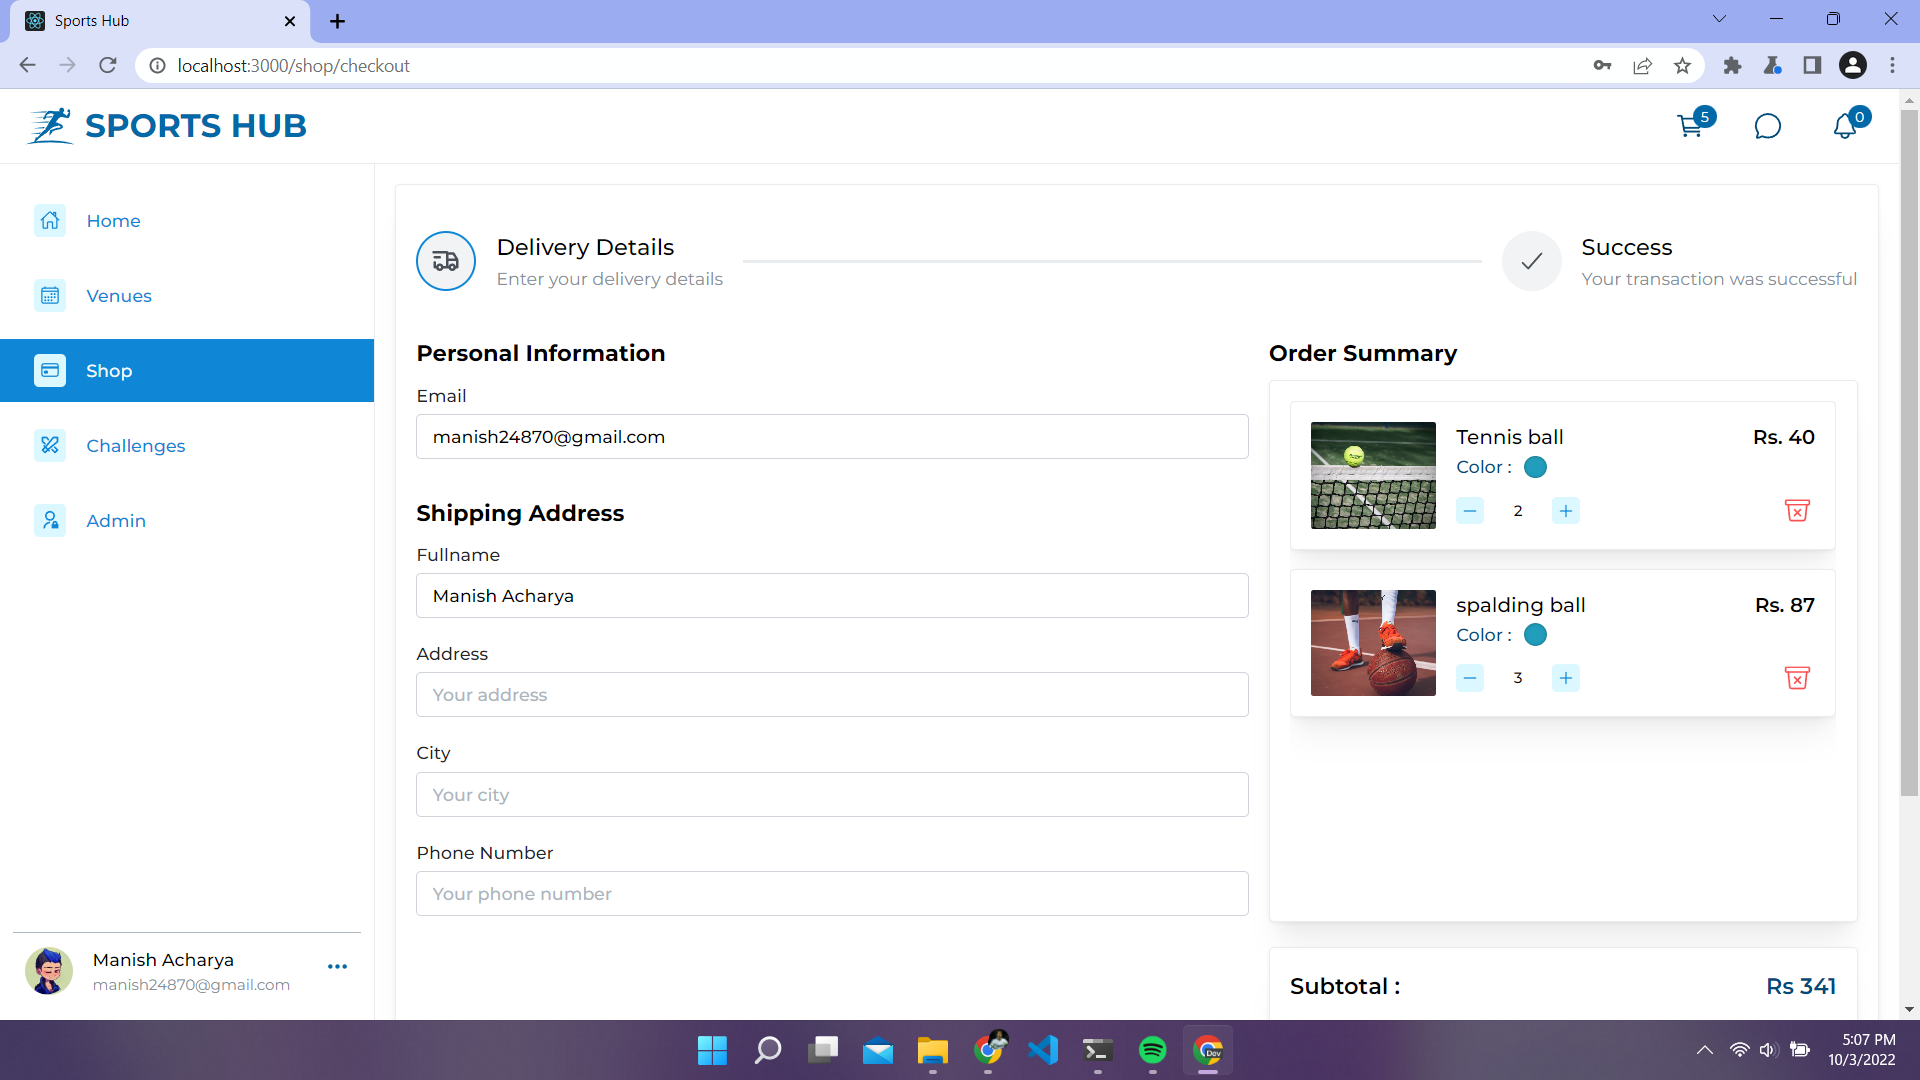 Sports Hub
localhost:3000/shop/checkout
SPORTS HUB
5
0
Home
Venues
Shop
Challenges
Admin
Manish Acharya
manish24870@gmail.com
Delivery Details
Enter your delivery details
Success
Your transaction was successful
Personal Information
Email
manish24870@gmail.com
Shipping Address
Fullname
Manish Acharya
Address
Your address
City
Your city
Phone Number
Your phone number
Order Summary
Tennis ball
Rs. 40
Color :
2
spalding ball
Rs. 87
Color :
3
Subtotal :
Rs 341
Dev
5:07 PM
10/3/2022